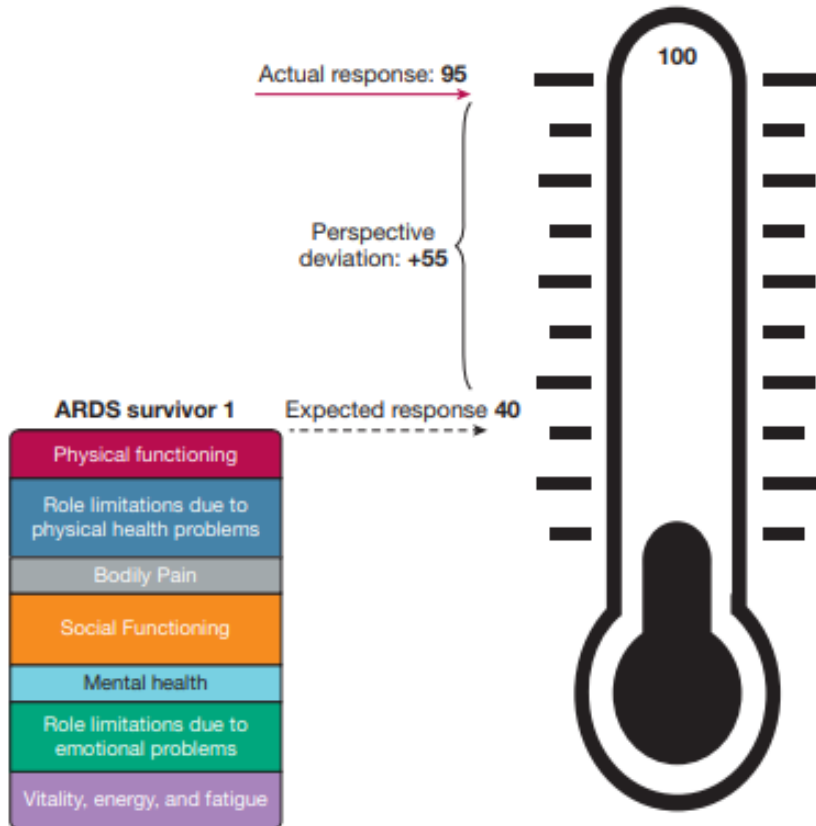 100
Actual response: 95
Perspective
deviation: +55
ARDS survivor 1
Expected response 40
Physical functioning
Role limitations due to
physical health problems
Bodily Pain
Social Functioning
Mental health
Role limitations due to
emotional problems
Vitality, energy, and fatigue